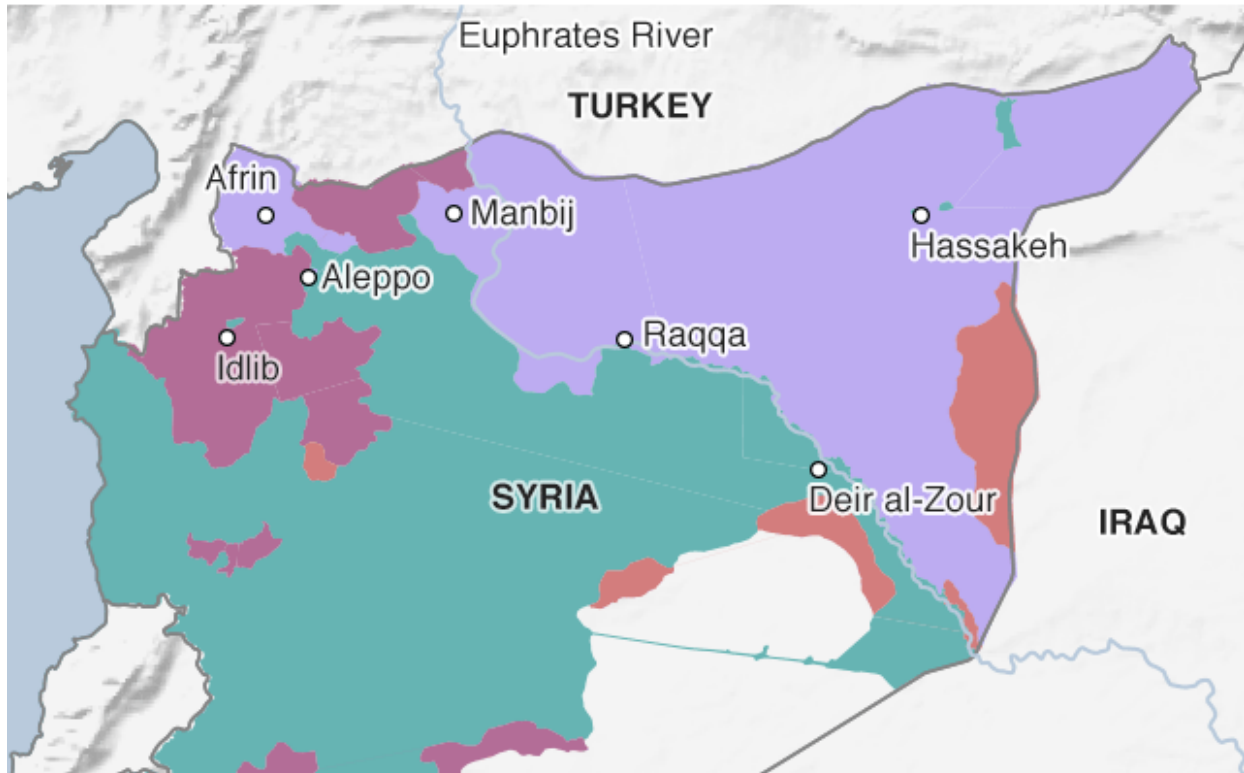 Euphrates River
TURKEY
Afrin
Manbij
Hassakeh
Aleppo
Raqqa
Idlib
SYRIA
Deir al-Zour
IRAQ